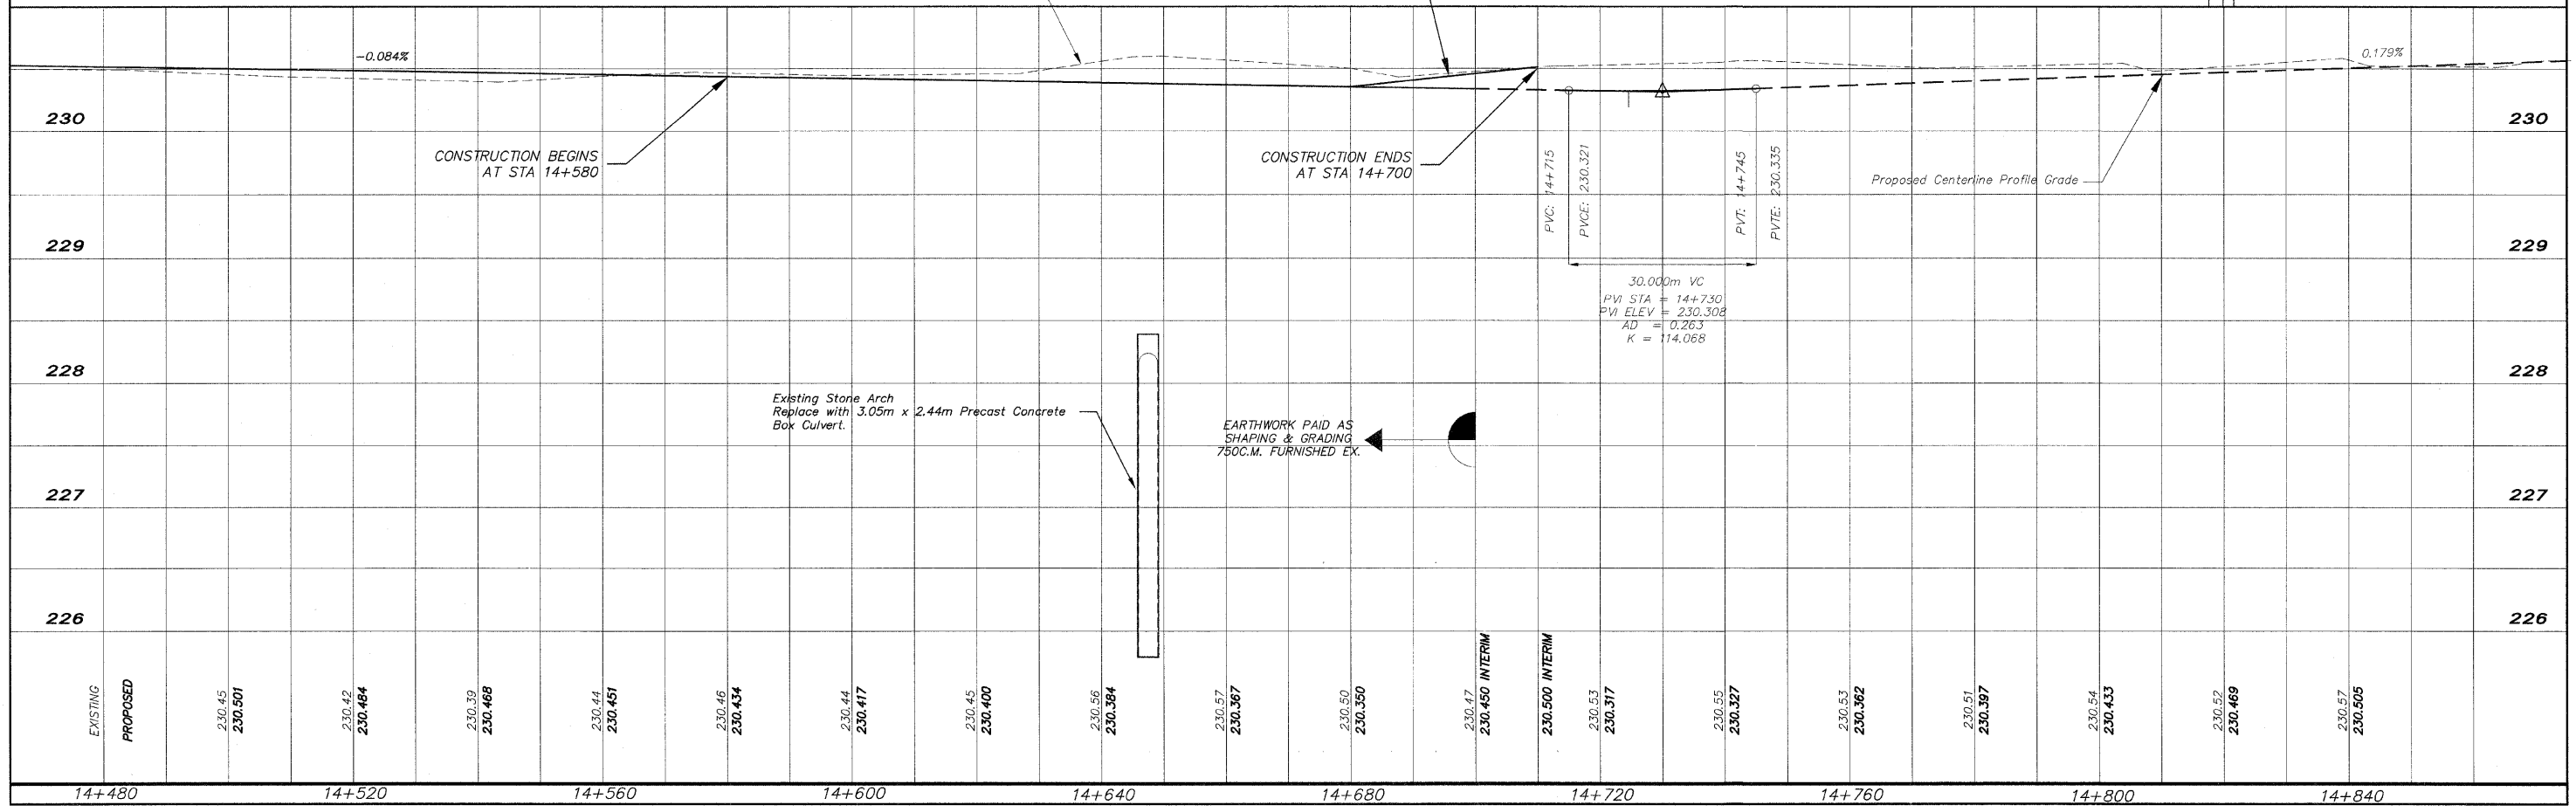 -0.084%
0.179%
230
230
CONSTRUCTION BEGINS
AT STA 14+580
CONSTRUCTION ENDS
AT STA 14+700
PVC: 14+715
PVCE: 230.321
PVT: 14+745
PVTE: 230.335
Proposed Centerline Profile Grade
229
229
30.000m VC
PVI STA = 14+730
PVI ELEV = 230.308
AD = 0.263
K = 114.068
228
228
Existing Stone Arch
Replace with 3.05m x 2.44m Precast Concrete
Box Culvert.
EARTHWORK PAID AS
SHAPING & GRADING
750C.M. FURNISHED EX.
227
227
226
226
EXISTING
PROPOSED
230.45
230.501
230.42
230.484
230.39
230.468
230.44
230.451
230.46
230.434
230.44
230.417
230.45
230.400
230.56
230.384
230.57
230.367
230.50
230.350
230.47
230.450 INTERIM
230.500 INTERIM
230.53
230.317
230.55
230.327
230.53
230.362
230.51
230.397
230.54
230.433
230.52
230.469
230.57
230.505
14+480
14+520
14+560
14+600
14+640
14+680
14+720
14+760
14+800
14+840